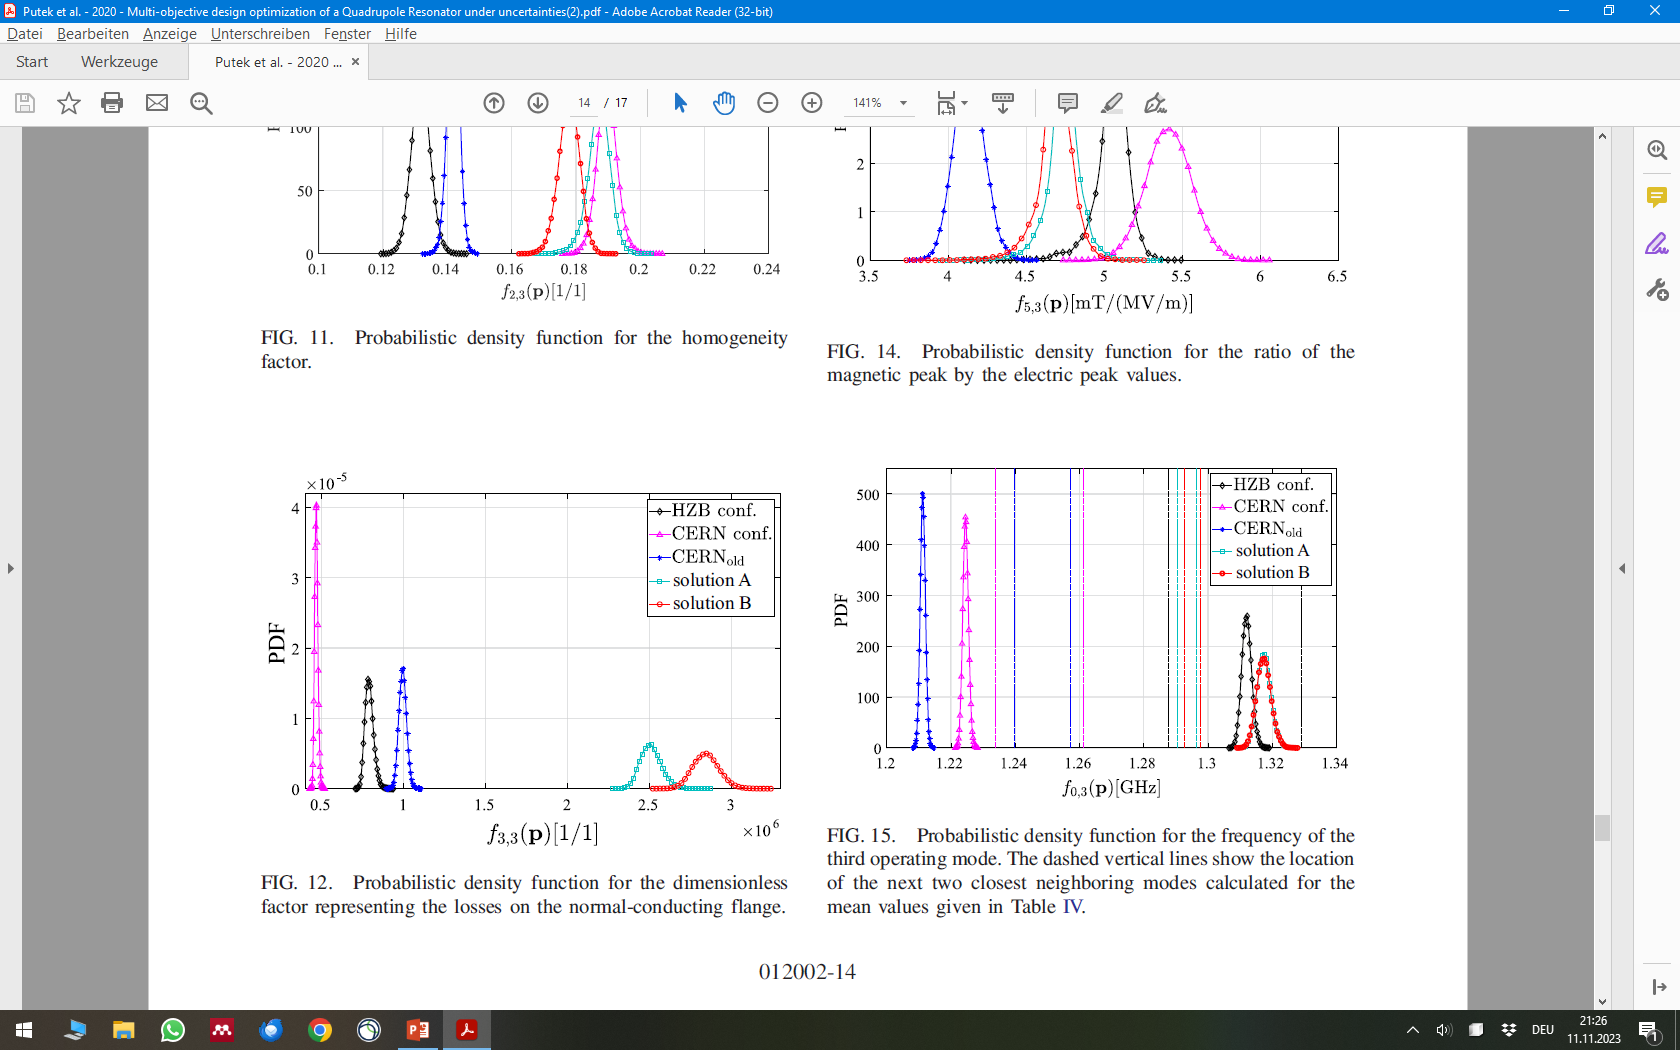 Putek et al. - 2020 - Multi-objective design optimization of a Quadrupole Resonator under uncertainties(2).pdf - Adobe Acrobat Reader (32-bit)
Datei Bearbeiten Anzeige Signieren Unterschreiben Fenster Hilfe
Start Werkzeuge Putek et al. - 2020 ... ×
14 / 17 141%
100
50
0
0.1 0.12 0.14 0.16 0.18 0.2 0.22 0.24
f2,3(p)[1/1]
FIG. 11. Probabilistic density function for the homogeneity
factor.
2
1
0
3.5 4 4.5 5 5.5 6 6.5
f5,3(p)[mT/(MV/m)]
FIG. 14. Probabilistic density function for the ratio of the
magnetic peak by the electric peak values.
×10-5
4
3
2
1
0
PDF
HZB conf.
CERN conf.
CERNold
solution A
solution B
0.5 1 1.5 2 2.5 3
×10 6
f3,3(p)[1/1]
FIG. 12. Probabilistic density function for the dimensionless
factor representing the losses on the normal-conducting flange.
500
400
300
200
100
0
PDF
HZB conf.
CERN conf.
CERNold
solution A
solution B
1.2 1.22 1.24 1.26 1.28 1.3 1.32 1.34
f0,3(p)[GHz]
FIG. 15. Probabilistic density function for the frequency of the
third operating mode. The dashed vertical lines show the location
of the next two closest neighboring modes calculated for the
mean values given in Table IV.
012002-14
DEU
21:26
11.11.2023
1